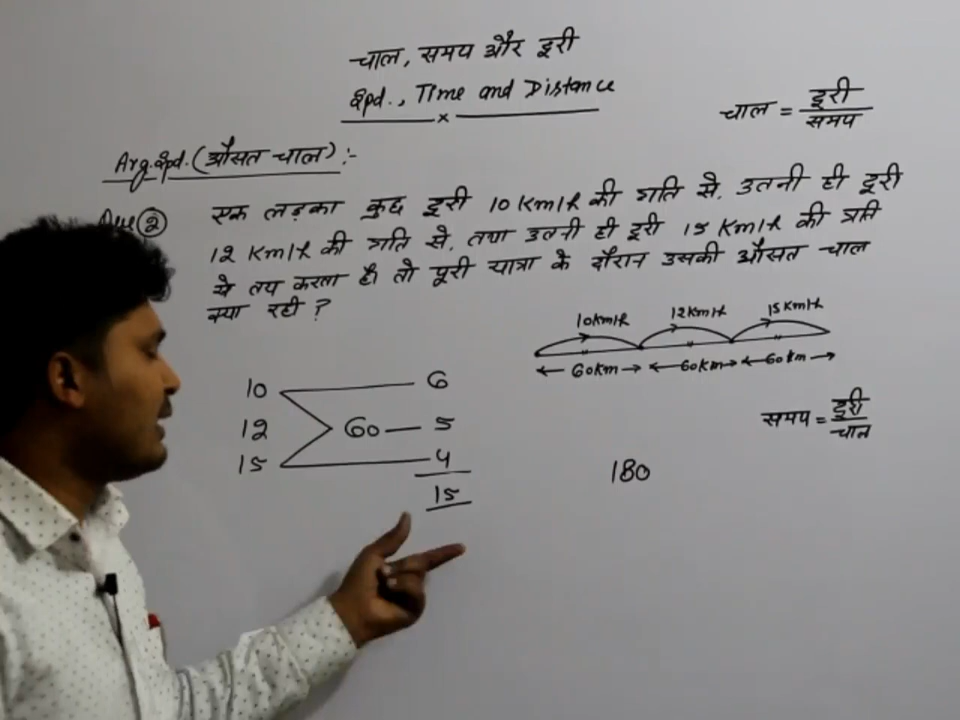 चाल, समय और दूरी
Spd., Time and Distance
×
चाल = दूरी
समय
Avg. Spd. (औसत चाल) :-
Que ②
एक लड़का कुछ दूरी 10 Km/h की गति से, उतनी ही दूरी
12 Km/h की गति से, तथा उतनी ही दूरी 15 Km/h की गति
से तय करता है। तो पूरी यात्रा के दौरान उसकी औसत चाल
क्या रही ?
10Km/h 12Km/h 15Km/h
60km 60km 60km
10 6
12 60 5
15 4
15
समय = दूरी
चाल
180